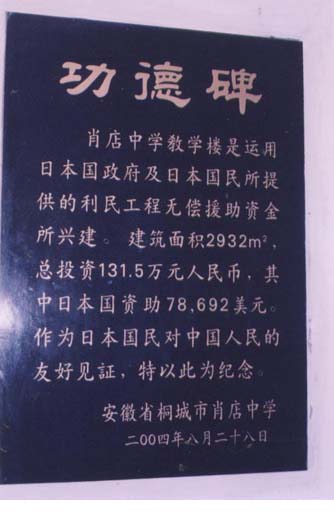 功德碑
肖店中学教学楼是运用
日本国政府及日本国民所提
供的利民工程无偿援助资金
所兴建。建筑面积2932m²,
总投资131.5万元人民币，其
中日本国资助78,692美元。
作为日本国民对中国人民的
友好见証，特以此为纪念。
安徽省桐城市肖店中学
二〇〇四年八月二十八日